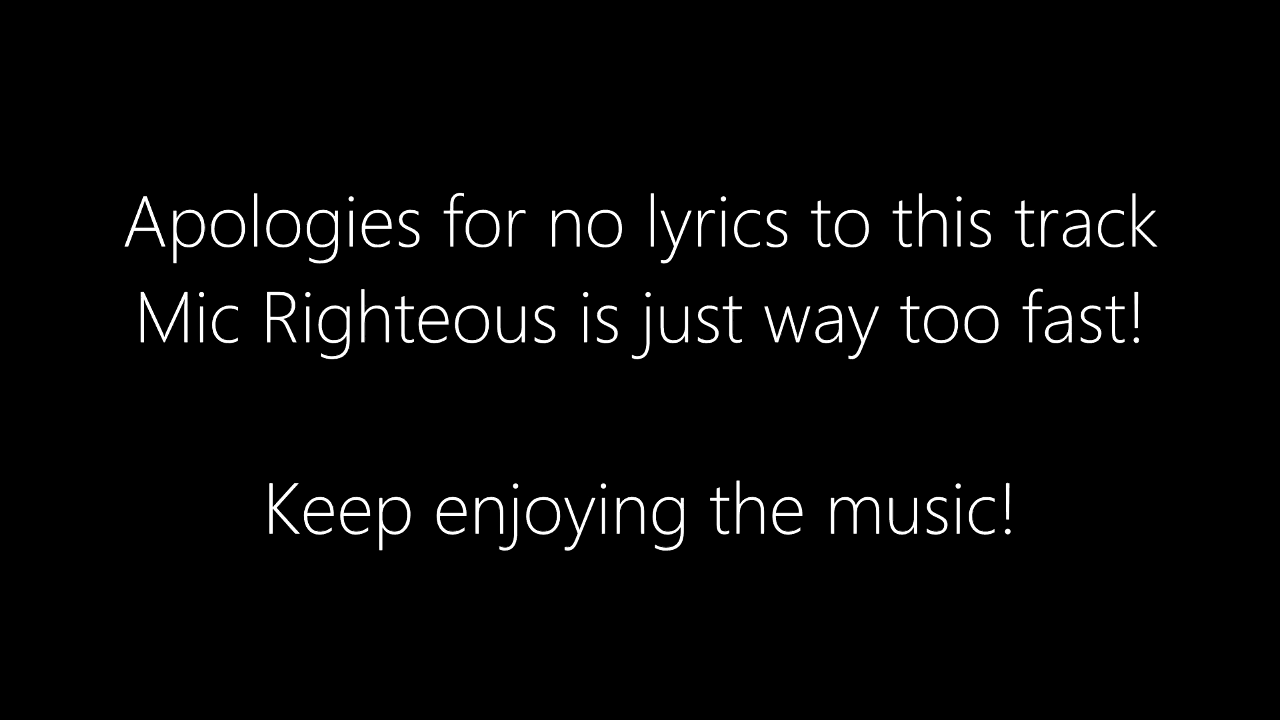 Apologies for no lyrics to this track
Mic Righteous is just way too fast!
Keep enjoying the music!